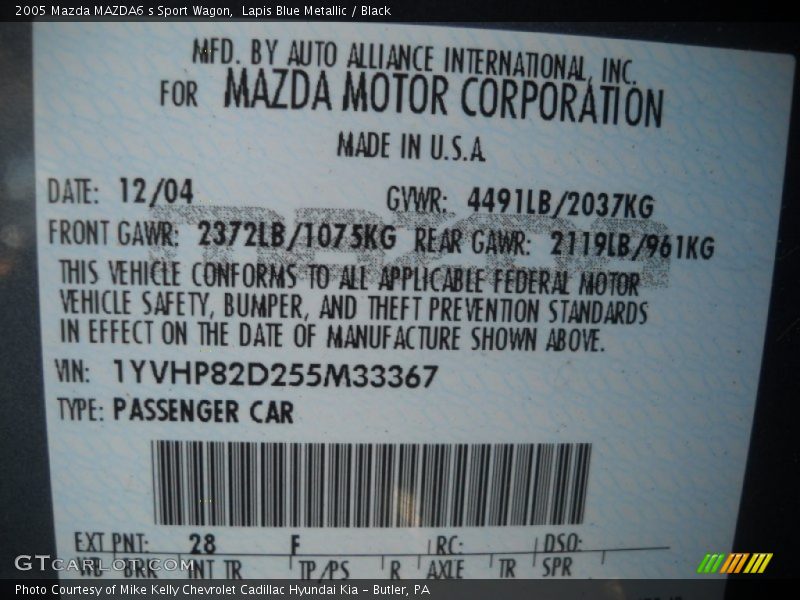 2005 Mazda MAZDA6 s Sport Wagon, Lapis Blue Metallic / Black
MFD. BY AUTO ALLIANCE INTERNATIONAL, INC.
FOR MAZDA MOTOR CORPORATION
MADE IN U.S.A.
DATE: 12/04 GVWR: 4491LB/2037KG
FRONT GAWR: 2372LB/1075KG REAR GAWR: 2119LB/961KG
THIS VEHICLE CONFORMS TO ALL APPLICABLE FEDERAL MOTOR
VEHICLE SAFETY, BUMPER, AND THEFT PREVENTION STANDARDS
IN EFFECT ON THE DATE OF MANUFACTURE SHOWN ABOVE.
VIN: 1YVHP82D255M33367
TYPE: PASSENGER CAR
EXT PNT: 28 F RC: DSO:
WB BRK INT TR TP/PS R AXLE TR SPR
GTCARLOT.COM
Photo Courtesy of Mike Kelly Chevrolet Cadillac Hyundai Kia – Butler, PA